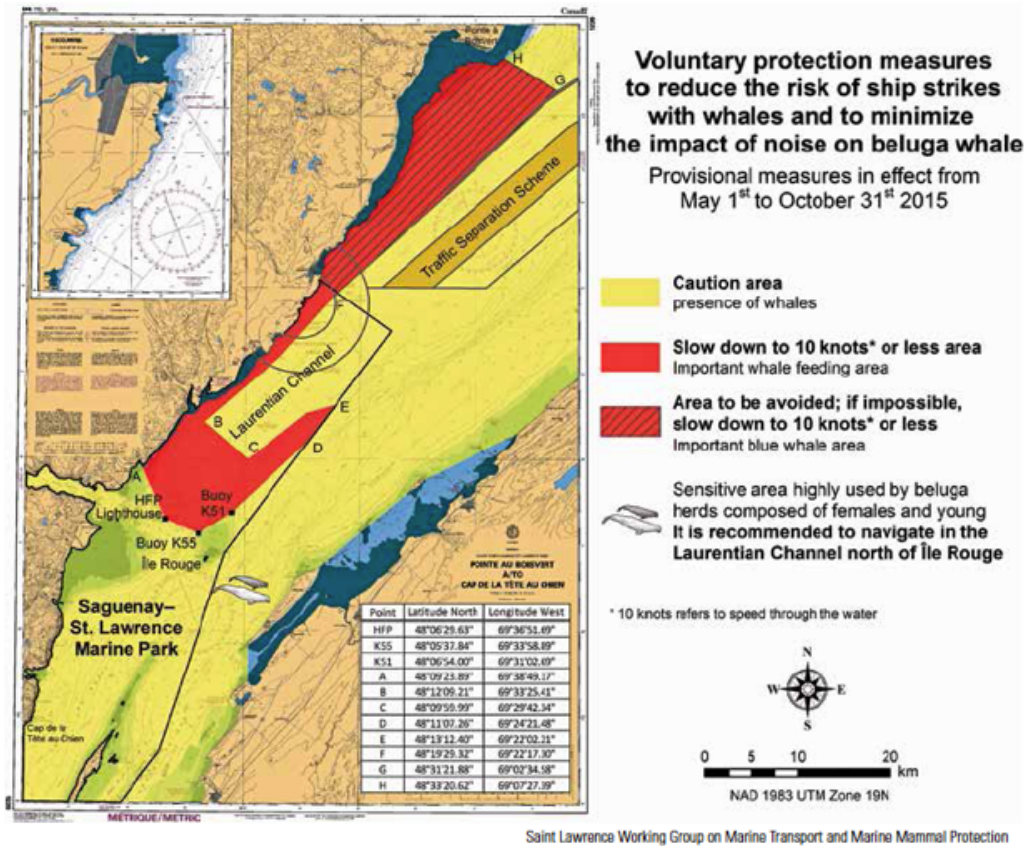 Canada
Pointe à
Boisvert
H
G
Traffic Separation Scheme
F
Laurentian Channel
B
C
E
D
A
HFP
Lighthouse
Buoy
K51
Buoy K55
Île Rouge
Saguenay–
St. Lawrence
Marine Park
Cap de la
Tête au Chien
POINTE AU BOISVERT
À/TO
CAP DE LA TÊTE AU CHIEN
Point Latitude North Longitude West
HFP 48°06'29.63" 69°36'51.69"
K55 48°05'37.84" 69°33'58.89"
K51 48°06'54.00" 69°31'02.69"
A 48°09'23.89" 69°38'49.17"
B 48°12'09.21" 69°33'25.41"
C 48°09'59.99" 69°29'42.34"
D 48°11'07.26" 69°24'21.48"
E 48°13'12.40" 69°22'02.21"
F 48°19'29.32" 69°22'17.30"
G 48°31'21.88" 69°02'34.58"
H 48°33'20.62" 69°07'27.39"
MÉTRIQUE/METRIC
Voluntary protection measures
to reduce the risk of ship strikes
with whales and to minimize
the impact of noise on beluga whale
Provisional measures in effect from
May 1st to October 31st 2015
Caution area
presence of whales
Slow down to 10 knots* or less area
Important whale feeding area
Area to be avoided; if impossible,
slow down to 10 knots* or less
Important blue whale area
Sensitive area highly used by beluga
herds composed of females and young
It is recommended to navigate in the
Laurentian Channel north of Île Rouge
* 10 knots refers to speed through the water
N
W E
S
0 5 10 20
km
NAD 1983 UTM Zone 19N
Saint Lawrence Working Group on Marine Transport and Marine Mammal Protection